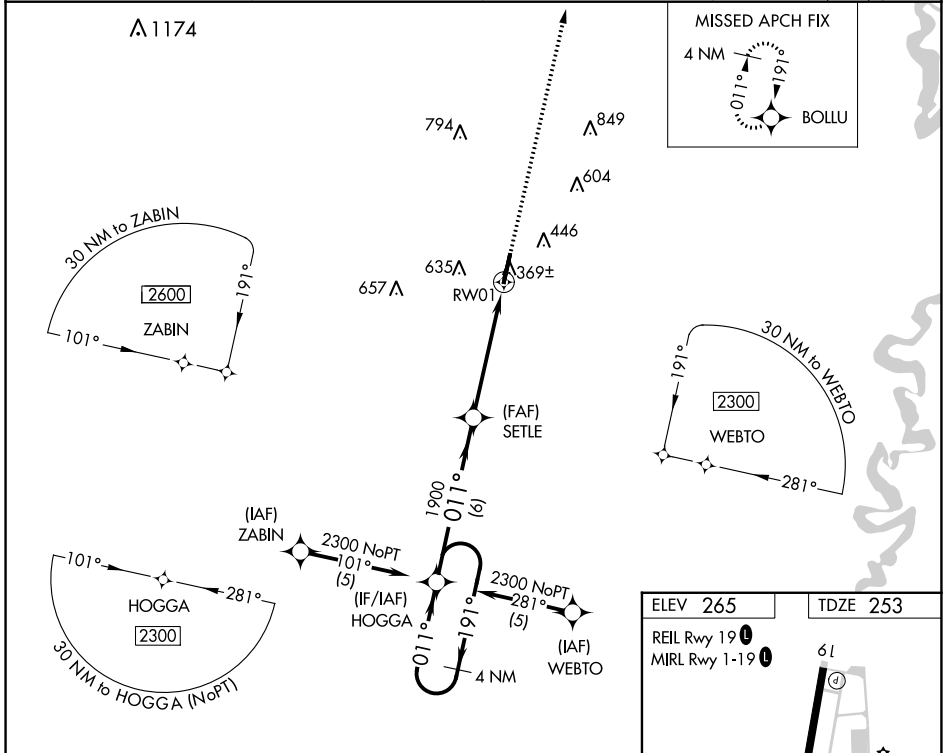 1174
MISSED APCH FIX
4 NM
011°
191°
BOLLU
794
849
604
446
635
369±
657
RW01
30 NM to ZABIN
2600
191°
ZABIN
101°
30 NM to WEBTO
191°
2300
WEBTO
281°
(FAF)
SETLE
1900
011°
(6)
(IAF)
ZABIN
2300 NoPT
101°
(5)
2300 NoPT
281°
(5)
(IF/IAF)
HOGGA
(IAF)
WEBTO
011°
191°
4 NM
101°
281°
HOGGA
2300
30 NM to HOGGA (NoPT)
ELEV 265
TDZE 253
REIL Rwy 19 L
MIRL Rwy 1-19 L
19
P